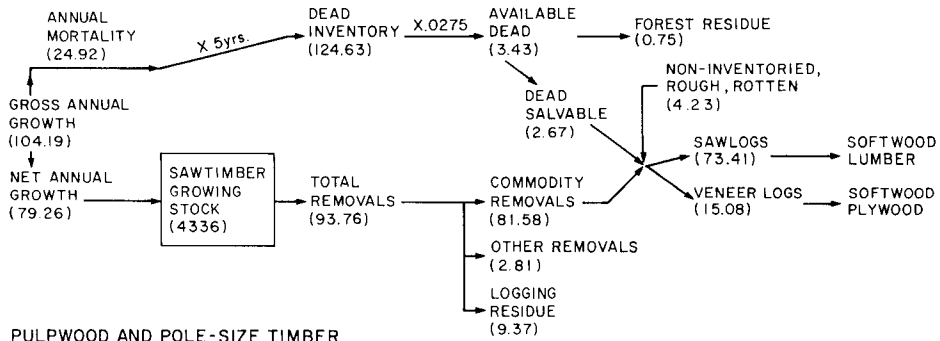 ANNUAL
MORTALITY
(24.92)
X 5yrs.
DEAD
INVENTORY
(124.63)
X.0275
AVAILABLE
DEAD
(3.43)
FOREST RESIDUE
(0.75)
NON-INVENTORIED,
ROUGH, ROTTEN
(4.23)
DEAD
SALVABLE
(2.67)
GROSS ANNUAL
GROWTH
(104.19)
NET ANNUAL
GROWTH
(79.26)
SAWTIMBER
GROWING
STOCK
(4336)
TOTAL
REMOVALS
(93.76)
COMMODITY
REMOVALS
(81.58)
SAWLOGS
(73.41)
SOFTWOOD
LUMBER
VENEER LOGS
(15.08)
SOFTWOOD
PLYWOOD
OTHER REMOVALS
(2.81)
LOGGING
RESIDUE
(9.37)
PULPWOOD AND POLE-SIZE TIMBER